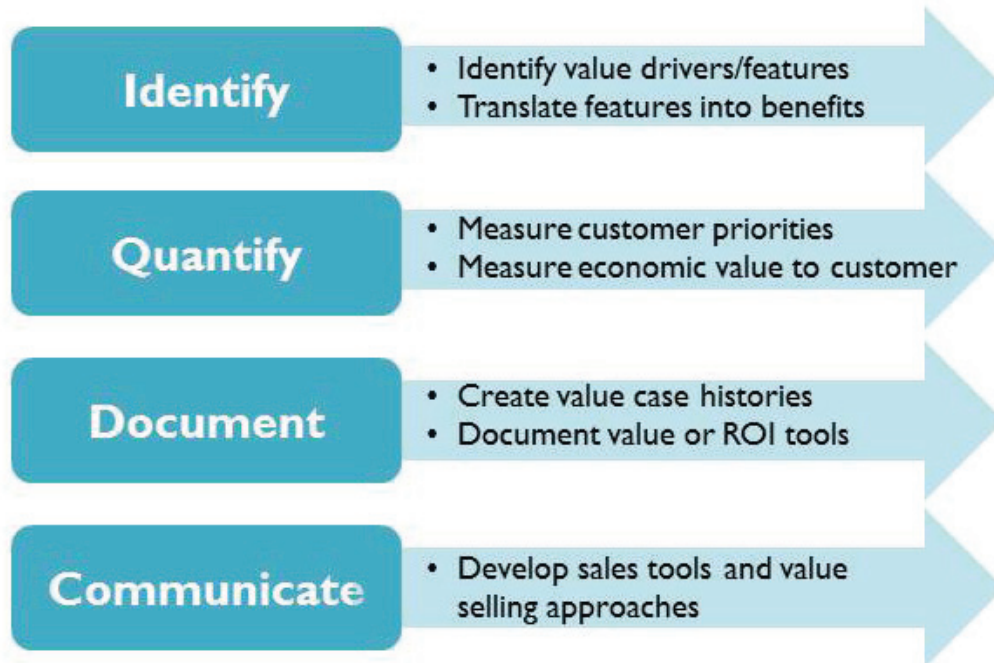 Identify
• Identify value drivers/features
• Translate features into benefits
Quantify
• Measure customer priorities
• Measure economic value to customer
Document
• Create value case histories
• Document value or ROI tools
Communicate
• Develop sales tools and value
selling approaches